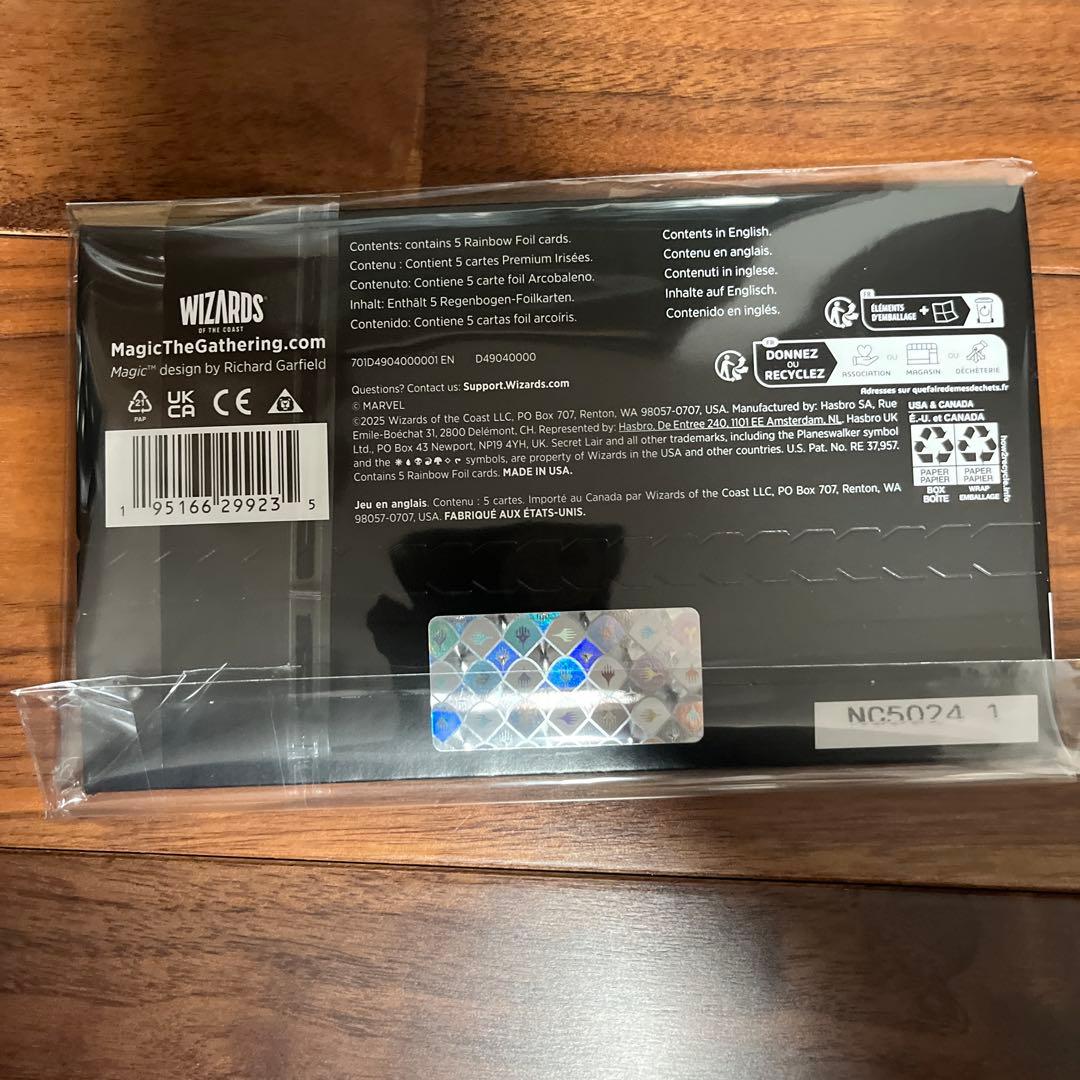 Contents: contains 5 Rainbow Foil cards.
Contenu : Contient 5 cartes Premium Irisées.
Contenuto: Contiene 5 carte foil Arcobaleno.
Inhalt: Enthält 5 Regenbogen-Foilkarten.
Contenido: Contiene 5 cartas foil arcoíris.
Contents in English.
Contenu en anglais.
Contenuti in inglese.
Inhalte auf Englisch.
Contenido en inglés.
WIZARDS
OF THE COAST
MagicTheGathering.com
Magic™ design by Richard Garfield
21
PAP
UK
CA
CE
1 95166 29923 5
701D4904000001 EN D49040000
Questions? Contact us: Support.Wizards.com
© MARVEL
©2025 Wizards of the Coast LLC, PO Box 707, Renton, WA 98057-0707, USA. Manufactured by: Hasbro SA, Rue
Emile-Boéchat 31, 2800 Delémont, CH. Represented by: Hasbro, De Entree 240, 1101 EE Amsterdam, NL. Hasbro UK
Ltd., PO Box 43 Newport, NP19 4YH, UK. Secret Lair and all other trademarks, including the Planeswalker symbol
and the symbols, are property of Wizards in the USA and other countries. U.S. Pat. No. RE 37,957.
Contains 5 Rainbow Foil cards. MADE IN USA.
Jeu en anglais. Contenu : 5 cartes. Importé au Canada par Wizards of the Coast LLC, PO Box 707, Renton, WA
98057-0707, USA. FABRIQUÉ AUX ÉTATS-UNIS.
FR
ÉLÉMENTS
D'EMBALLAGE +
FR
DONNEZ
OU
RECYCLEZ
ASSOCIATION OU MAGASIN OU DÉCHÈTERIE
Adresses sur quefairedemesdechets.fr
USA & CANADA
É.-U. et CANADA
PAPER
PAPIER
BOX
BOÎTE
PAPER
PAPIER
WRAP
EMBALLAGE
how2recycle.info
NC5024 1